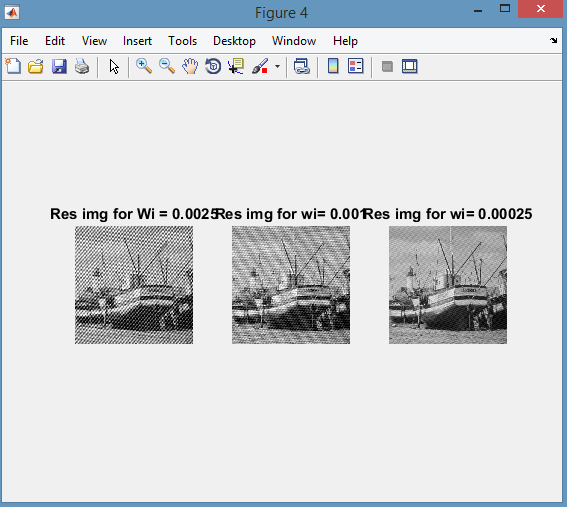 Figure 4
File Edit View Insert Tools Desktop Window Help
Res img for Wi = 0.0025 Res img for wi= 0.001 Res img for wi= 0.00025